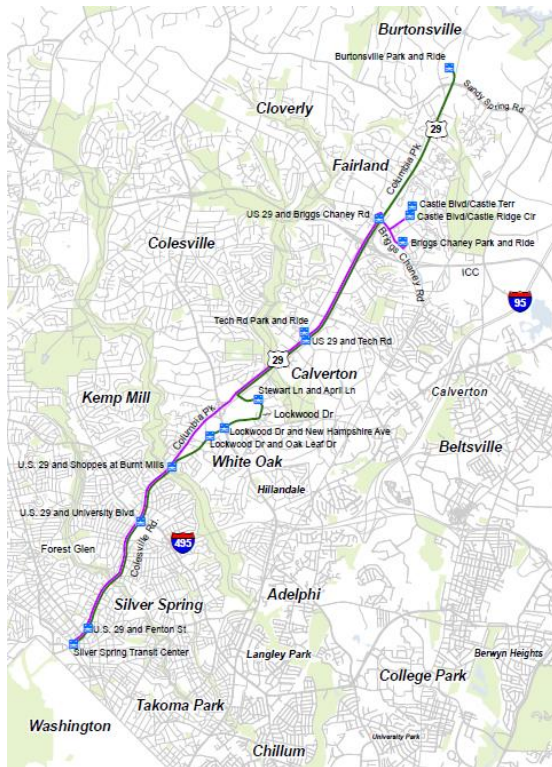 Burtonsville
Burtonsville Park and Ride
Sandy Spring Rd
Cloverly
29
Columbia Pk
Fairland
Castle Blvd/Castle Terr
US 29 and Briggs Chaney Rd
Castle Blvd/Castle Ridge Cir
Colesville
Briggs Chaney Park and Ride
Briggs Chaney Rd
ICC
95
Tech Rd Park and Ride
US 29 and Tech Rd
29
Calverton
Stewart Ln and April Ln
Kemp Mill
Calverton
Columbia Pk
Lockwood Dr
Lockwood Dr and New Hampshire Ave
Lockwood Dr and Oak Leaf Dr
Beltsville
White Oak
U.S. 29 and Shoppes at Burnt Mills
Hillandale
U.S. 29 and University Blvd
Colesville Rd
495
Forest Glen
Adelphi
Silver Spring
U.S. 29 and Fenton St
Silver Spring Transit Center
Langley Park
Berwyn Heights
College Park
Takoma Park
Washington
University Park
Chillum